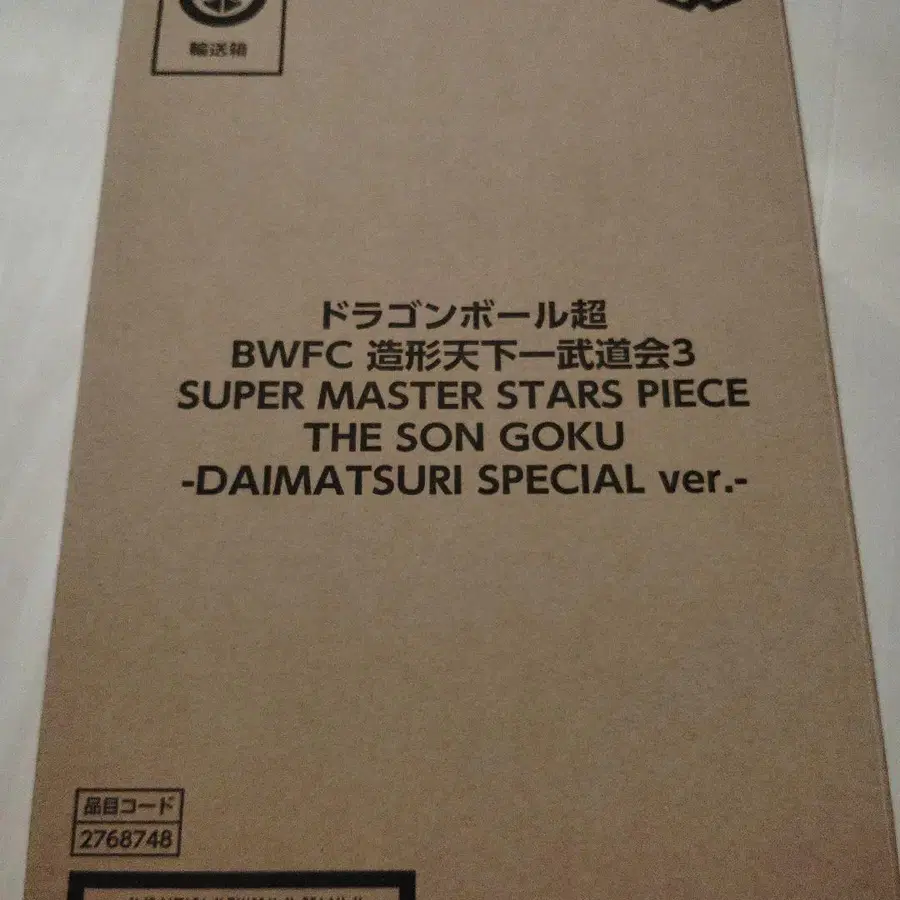 輸送箱
ドラゴンボール超
BWFC 造形天下一武道会3
SUPER MASTER STARS PIECE
THE SON GOKU
-DAIMATSURI SPECIAL ver.-
品目コード
2768748